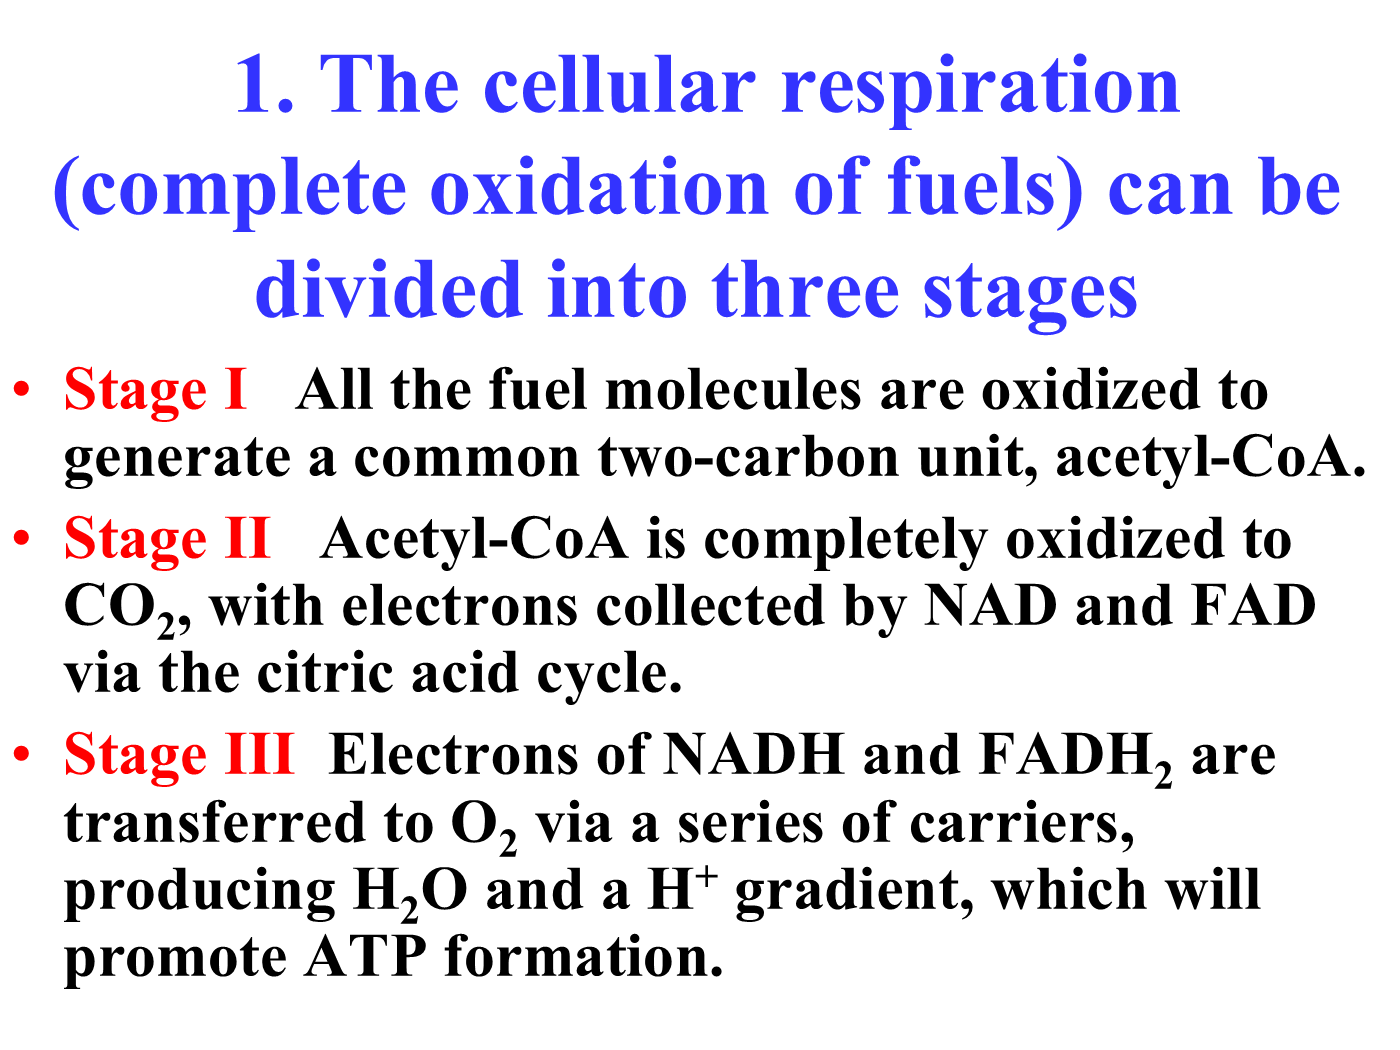 1. The cellular respiration
(complete oxidation of fuels) can be
divided into three stages
• Stage I   All the fuel molecules are oxidized to
generate a common two-carbon unit, acetyl-CoA.
• Stage II   Acetyl-CoA is completely oxidized to
CO₂, with electrons collected by NAD and FAD
via the citric acid cycle.
• Stage III  Electrons of NADH and FADH₂ are
transferred to O₂ via a series of carriers,
producing H₂O and a H⁺ gradient, which will
promote ATP formation.